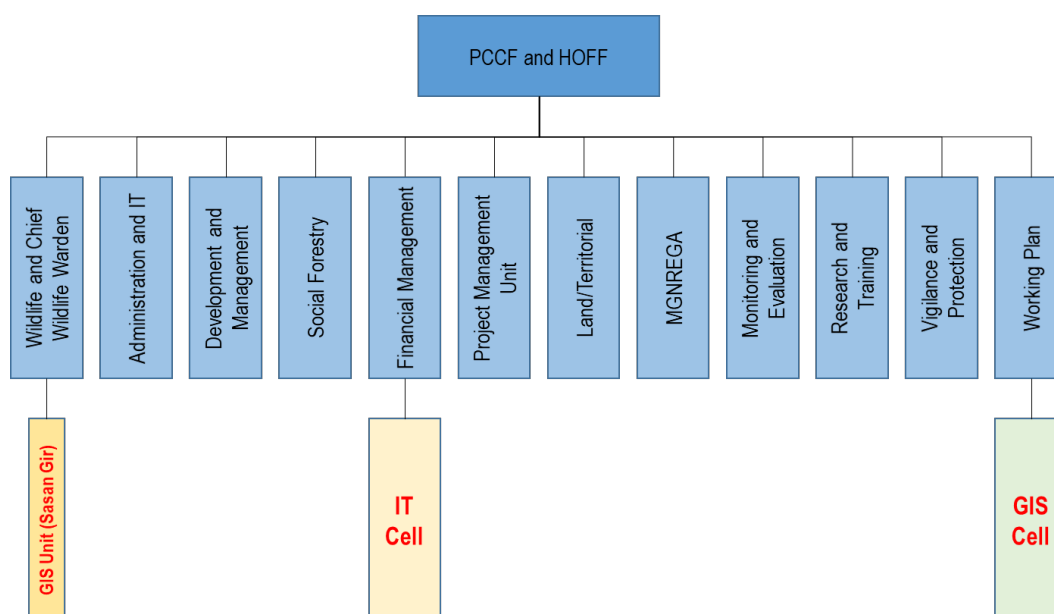 PCCF and HOFF
Wildlife and Chief
Wildlife Warden
Administration and IT
Development and
Management
Social Forestry
Financial Management
Project Management
Unit
Land/Territorial
MGNREGA
Monitoring and
Evaluation
Research and
Training
Vigilance and
Protection
Working Plan
GIS Unit (Sasan Gir)
IT
Cell
GIS
Cell